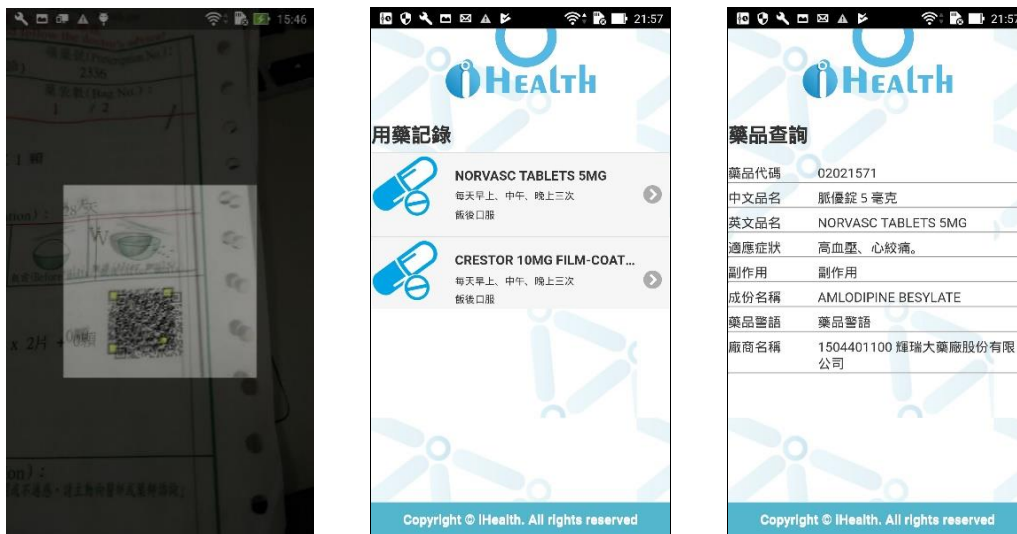 15:46
2336
1 / 2
28天
W
21:57
iHEALTH
用藥記錄
NORVASC TABLETS 5MG
每天早上、中午、晚上三次
飯後口服
CRESTOR 10MG FILM-COAT...
每天早上、中午、晚上三次
飯後口服
Copyright © iHealth. All rights reserved
21:57
iHEALTH
藥品查詢
藥品代碼 02021571
中文品名 脈優錠 5 毫克
英文品名 NORVASC TABLETS 5MG
適應症狀 高血壓、心絞痛。
副作用 副作用
成份名稱 AMLODIPINE BESYLATE
藥品警語 藥品警語
廠商名稱 1504401100 輝瑞大藥廠股份有限
公司
Copyright © iHealth. All rights reserved